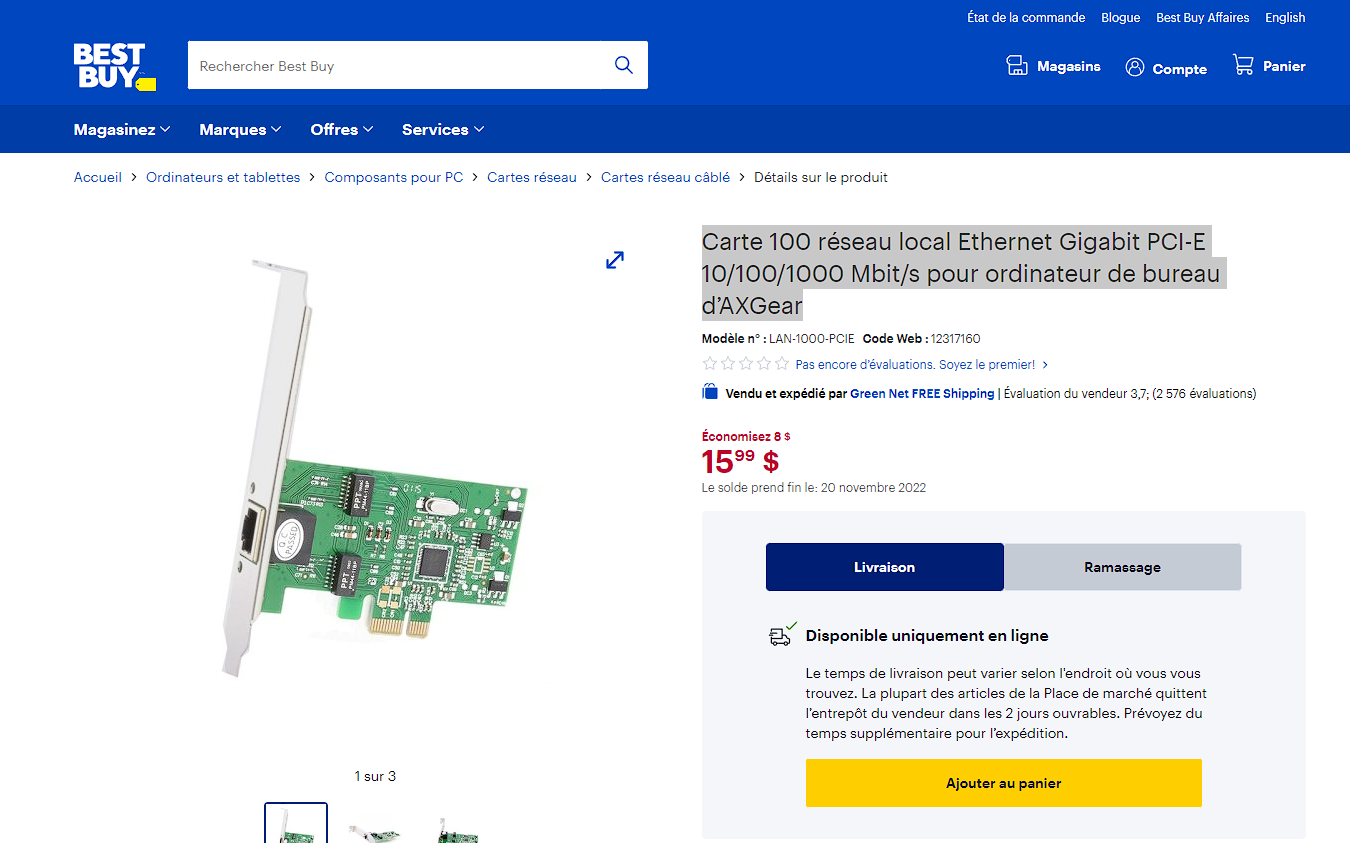 État de la commande Blogue Best Buy Affaires English
BEST BUY
Rechercher Best Buy
Magasins Compte Panier
Magasinez Marques Offres Services
Accueil > Ordinateurs et tablettes > Composants pour PC > Cartes réseau > Cartes réseau câblé > Détails sur le produit
Carte 100 réseau local Ethernet Gigabit PCI-E
10/100/1000 Mbit/s pour ordinateur de bureau
d’AXGear
Modèle nº : LAN-1000-PCIE Code Web : 12317160
Pas encore d’évaluations. Soyez le premier! >
Vendu et expédié par Green Net FREE Shipping | Évaluation du vendeur 3,7; (2 576 évaluations)
Économisez 8 $
15⁹⁹ $
Le solde prend fin le: 20 novembre 2022
Q.C PASSED
PPT
PPT
Livraison Ramassage
Disponible uniquement en ligne
Le temps de livraison peut varier selon l'endroit où vous vous
trouvez. La plupart des articles de la Place de marché quittent
l’entrepôt du vendeur dans les 2 jours ouvrables. Prévoyez du
temps supplémentaire pour l’expédition.
1 sur 3
Ajouter au panier